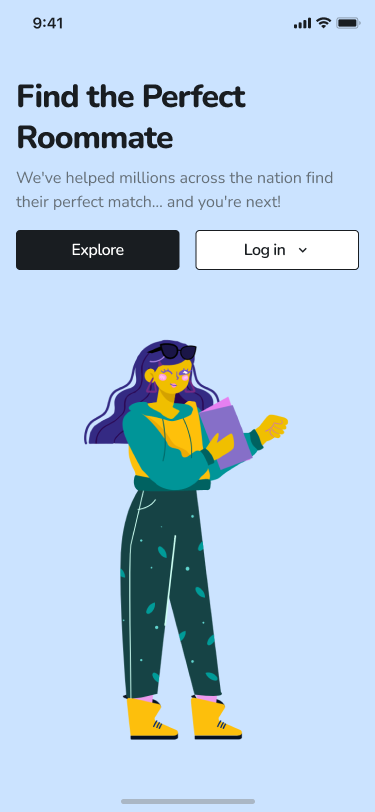 9:41
Find the Perfect
Roommate
We've helped millions across the nation find
their perfect match... and you're next!
Explore
Log in